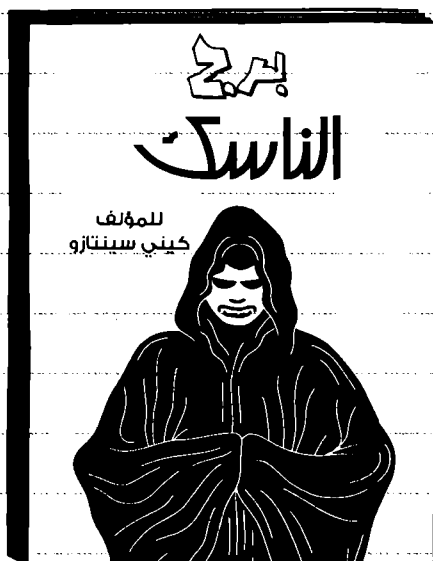 برج
الناسك
للمؤلف
كيني سينتازو